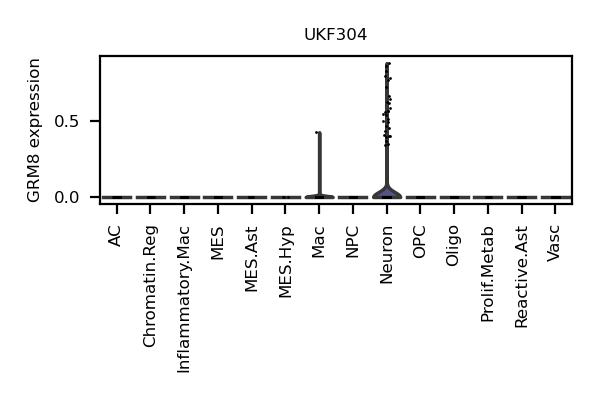 UKF304
GRM8 expression
0.5
0.0
AC
Chromatin.Reg
Inflammatory.Mac
MES
MES.Ast
MES.Hyp
Mac
NPC
Neuron
OPC
Oligo
Prolif.Metab
Reactive.Ast
Vasc